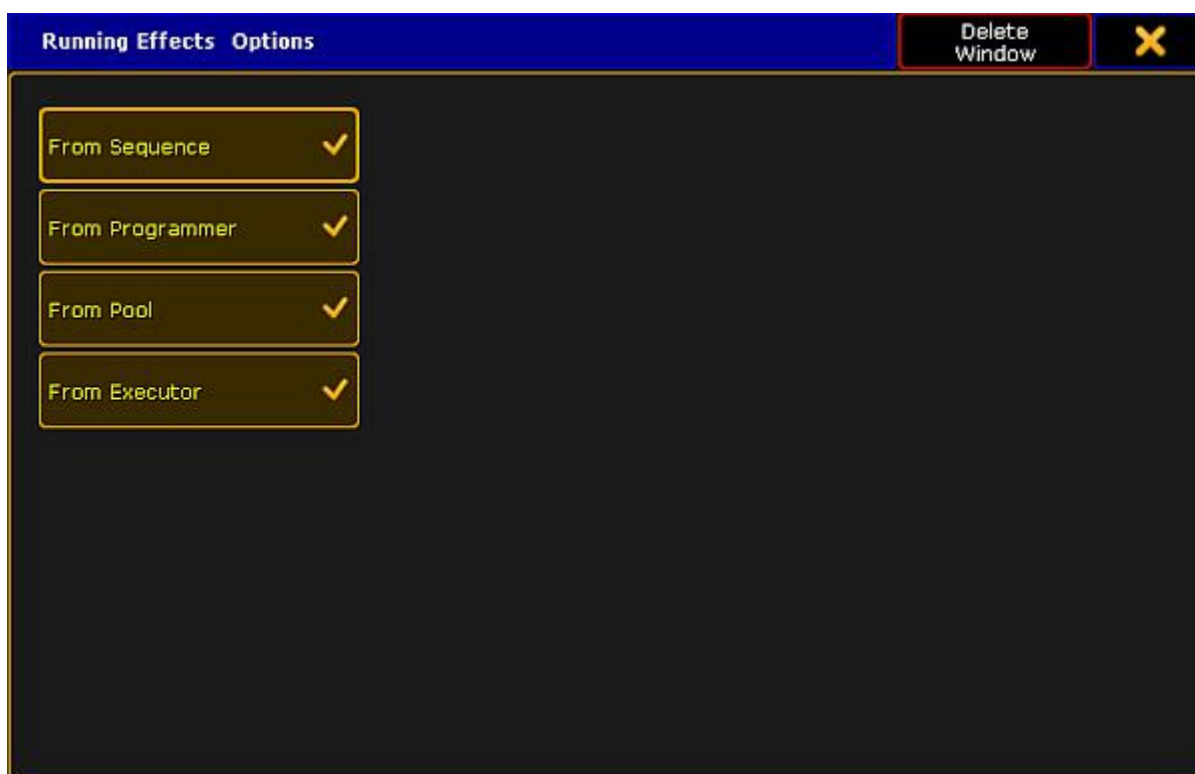 Running Effects Options
Delete
Window
From Sequence
From Programmer
From Pool
From Executor